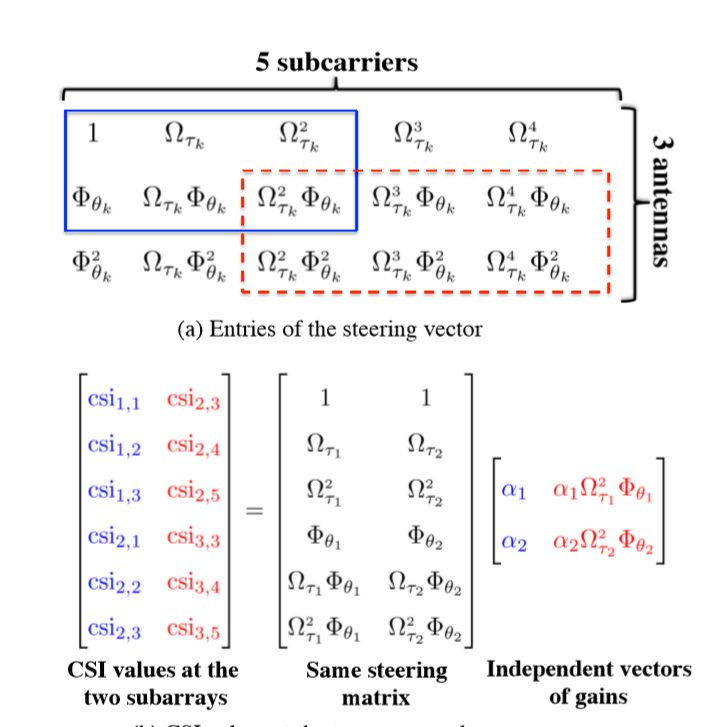 5 subcarriers
1 Ω_{τ_k} Ω²_{τ_k} Ω³_{τ_k} Ω⁴_{τ_k}
Φ_{θ_k} Ω_{τ_k}Φ_{θ_k} Ω²_{τ_k}Φ_{θ_k} Ω³_{τ_k}Φ_{θ_k} Ω⁴_{τ_k}Φ_{θ_k}
Φ²_{θ_k} Ω_{τ_k}Φ²_{θ_k} Ω²_{τ_k}Φ²_{θ_k} Ω³_{τ_k}Φ²_{θ_k} Ω⁴_{τ_k}Φ²_{θ_k}
3 antennas
(a) Entries of the steering vector
csi_{1,1} csi_{2,3} 1 1
csi_{1,2} csi_{2,4} Ω_{τ_1} Ω_{τ_2}
csi_{1,3} csi_{2,5} Ω²_{τ_1} Ω²_{τ_2} α_1 α_1Ω²_{τ_1}Φ_{θ_1}
=
csi_{2,1} csi_{3,3} Φ_{θ_1} Φ_{θ_2} α_2 α_2Ω²_{τ_2}Φ_{θ_2}
csi_{2,2} csi_{3,4} Ω_{τ_1}Φ_{θ_1} Ω_{τ_2}Φ_{θ_2}
csi_{2,3} csi_{3,5} Ω²_{τ_1}Φ_{θ_1} Ω²_{τ_2}Φ_{θ_2}
CSI values at the
two subarrays
Same steering
matrix
Independent vectors
of gains